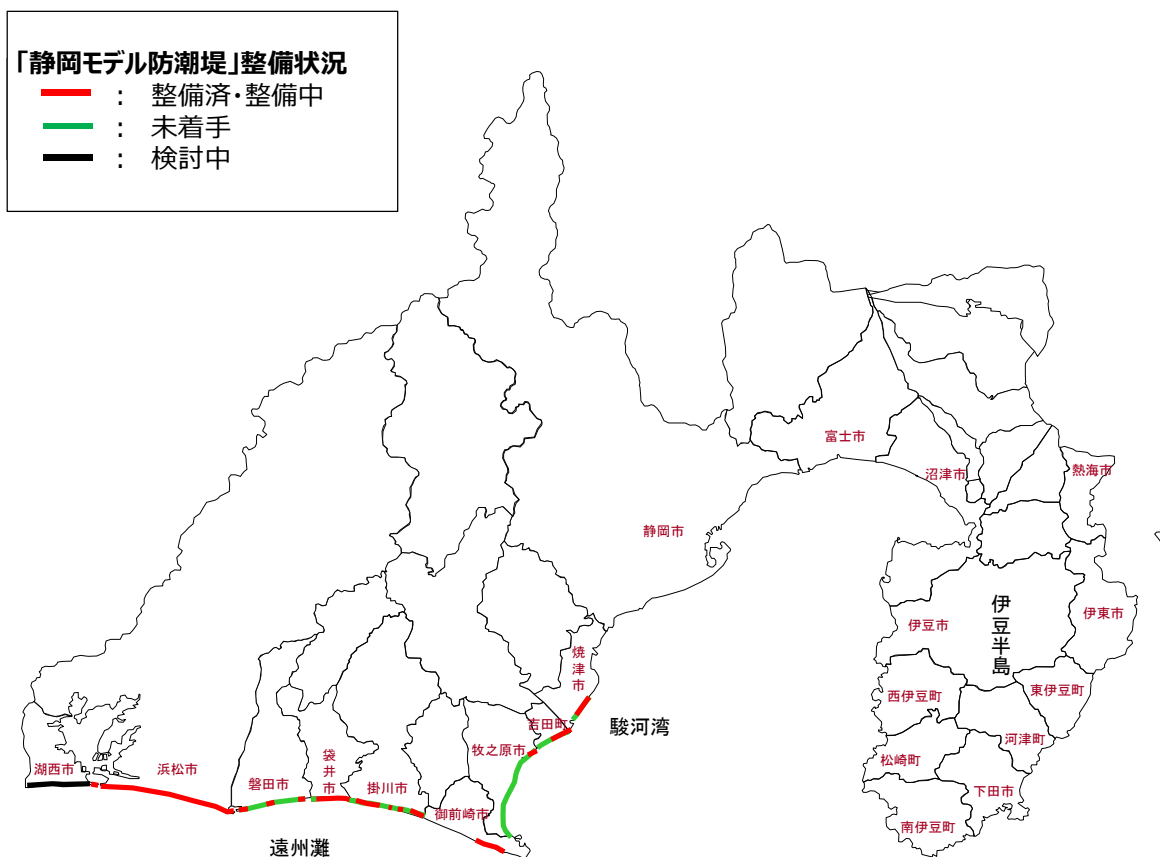 「静岡モデル防潮堤」整備状況
： 整備済・整備中
： 未着手
： 検討中
富士市
沼津市
熱海市
静岡市
伊豆半島
伊豆市
伊東市
焼津市
西伊豆町
東伊豆町
吉田町
駿河湾
牧之原市
河津町
松崎町
湖西市
浜松市
袋井市
磐田市
掛川市
下田市
御前崎市
南伊豆町
遠州灘